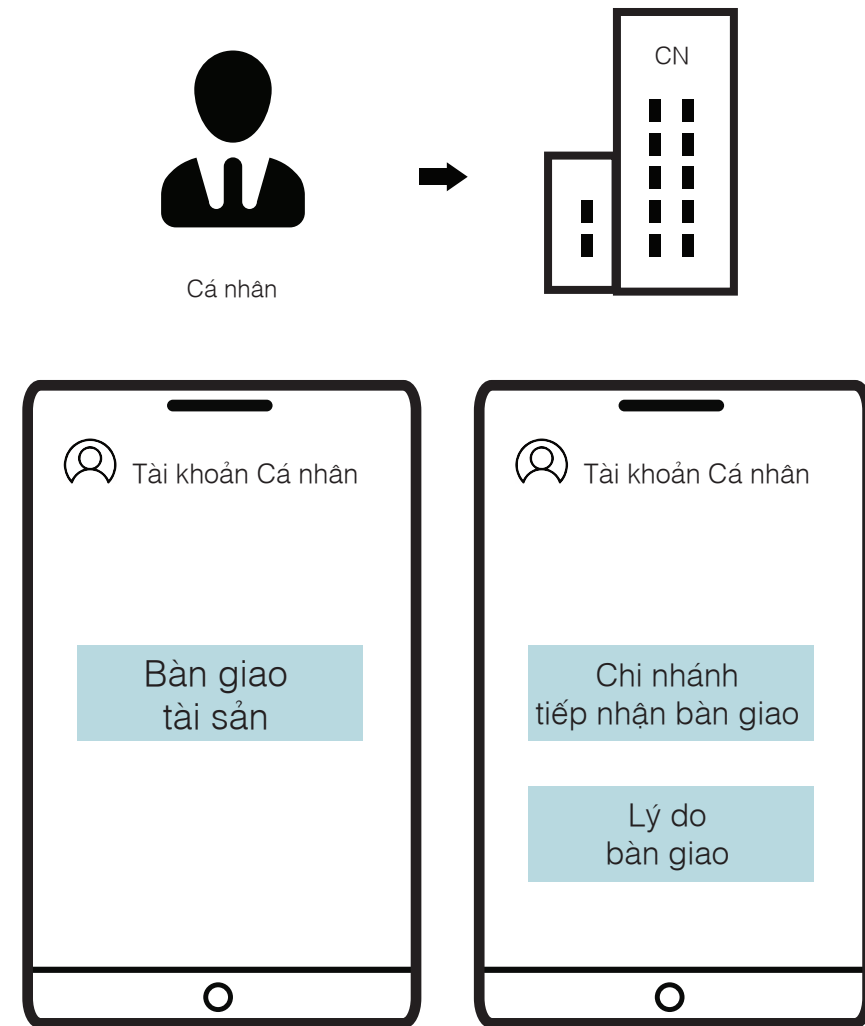 CN
Cá nhân
Tài khoản Cá nhân
Bàn giao
tài sản
Tài khoản Cá nhân
Chi nhánh
tiếp nhận bàn giao
Lý do
bàn giao